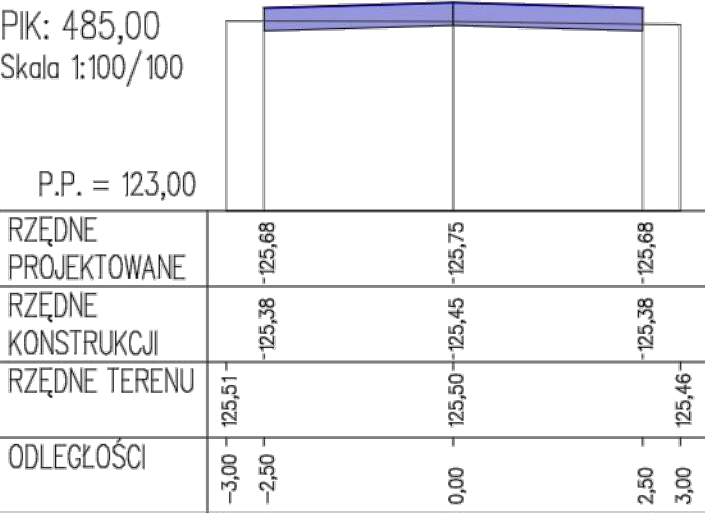 PIK: 485,00
Skala 1:100/100
P.P. = 123,00
RZĘDNE PROJEKTOWANE
-125,68 -125,75 -125,68
RZĘDNE KONSTRUKCJI
-125,38 -125,45 -125,38
RZĘDNE TERENU
125,51 125,50 125,46
ODLEGŁOŚCI
-3,00 -2,50 0,00 2,50 3,00